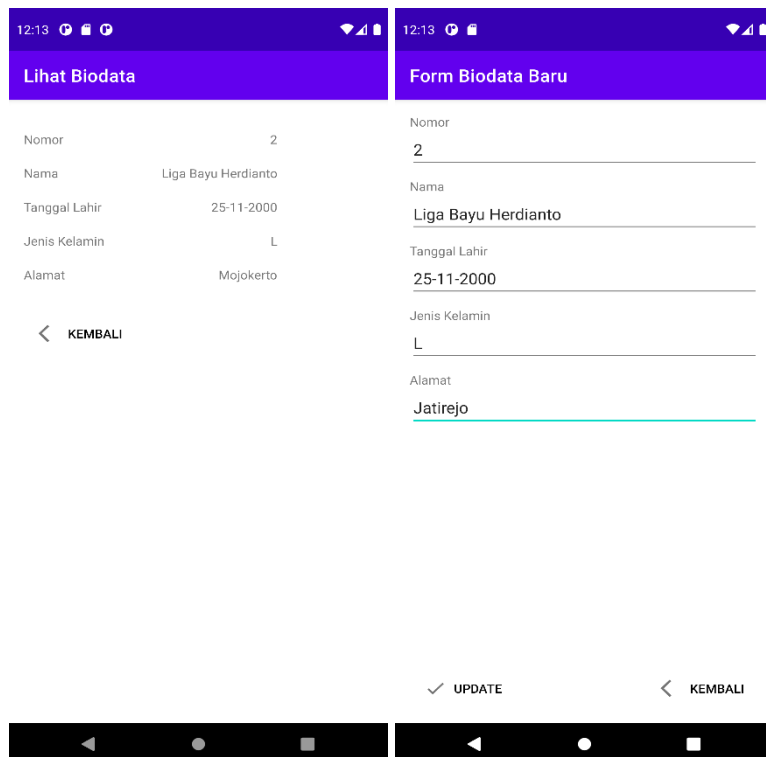 12:13
Lihat Biodata
Nomor 2
Nama Liga Bayu Herdianto
Tanggal Lahir 25-11-2000
Jenis Kelamin L
Alamat Mojokerto
KEMBALI
12:13
Form Biodata Baru
Nomor
2
Nama
Liga Bayu Herdianto
Tanggal Lahir
25-11-2000
Jenis Kelamin
L
Alamat
Jatirejo
UPDATE KEMBALI